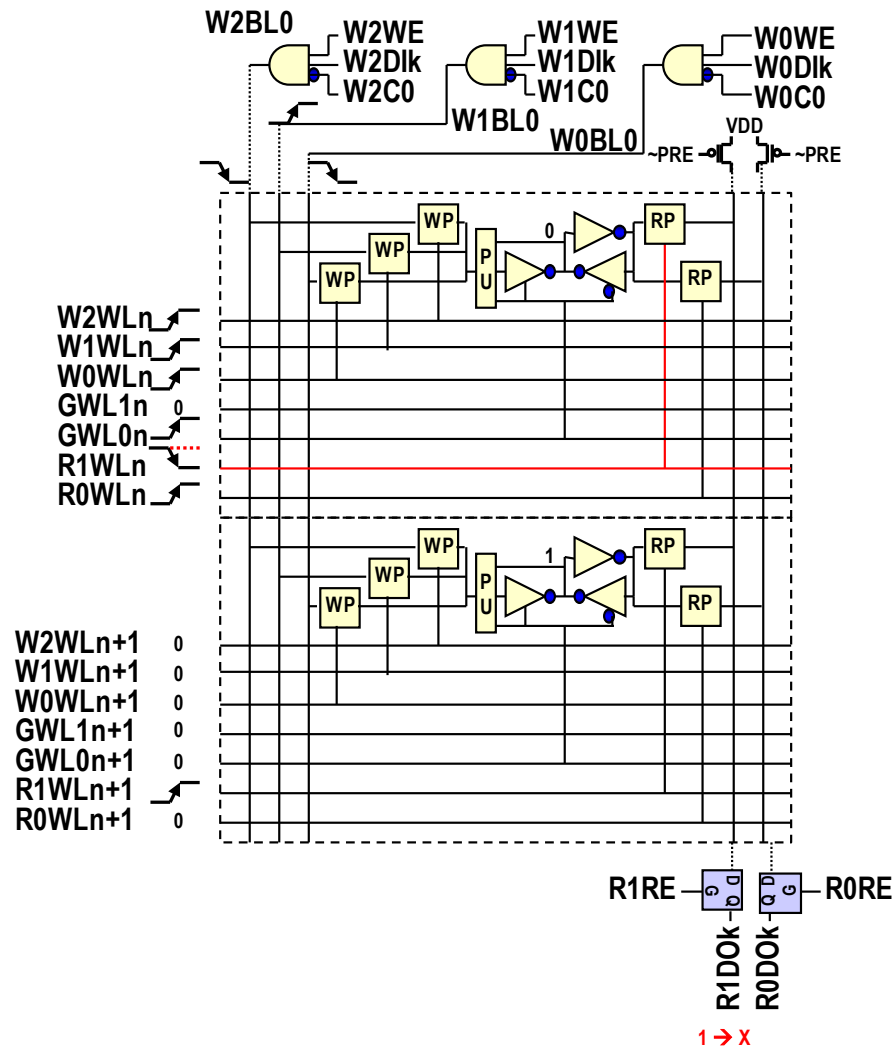 W2BL0
W2WE
W2DIk
W2C0
W1WE
W1DIk
W1C0
W0WE
W0DIk
W0C0
W1BL0
W0BL0
VDD
~PRE
~PRE
WP
WP
WP
P
U
0
RP
RP
W2WLn
W1WLn
W0WLn
GWL1n 0
GWL0n
R1WLn
R0WLn
WP
WP
WP
P
U
1
RP
RP
W2WLn+1 0
W1WLn+1 0
W0WLn+1 0
GWL1n+1 0
GWL0n+1 0
R1WLn+1
R0WLn+1 0
R1RE
G
D
Q
D
Q
G
R0RE
R1DOk
R0DOk
1 → X